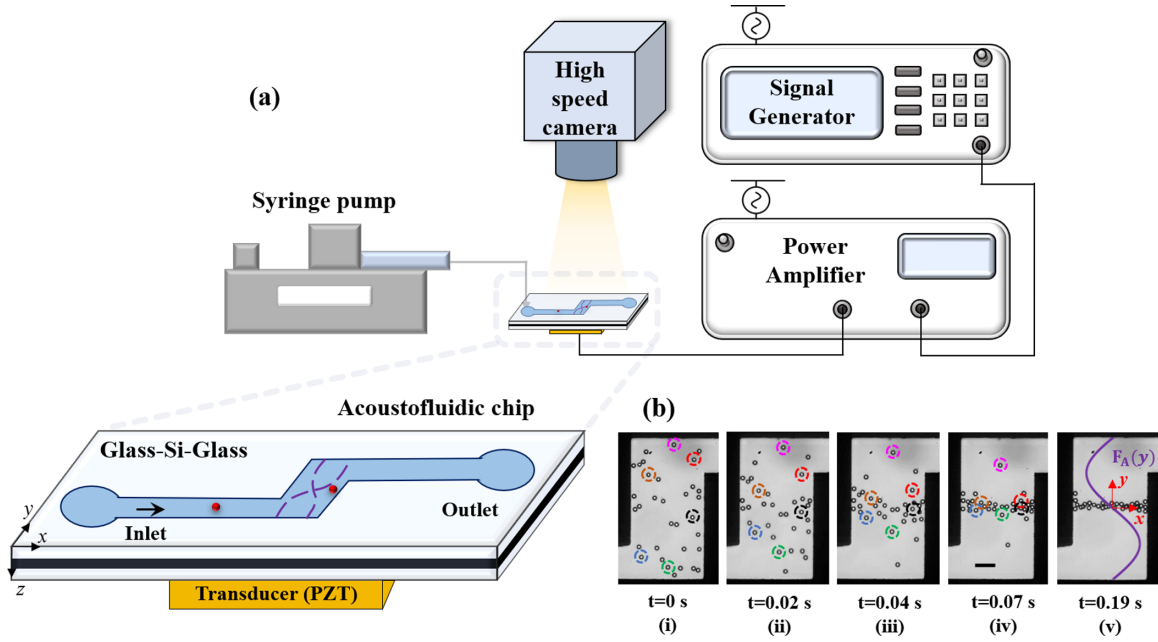 (a)
High
speed
camera
Signal
Generator
Syringe pump
Power
Amplifier
Acoustofluidic chip
Glass-Si-Glass
Inlet
Outlet
y
x
z
Transducer (PZT)
(b)
F_A(y)
y
x
t=0 s
t=0.02 s
t=0.04 s
t=0.07 s
t=0.19 s
(i)
(ii)
(iii)
(iv)
(v)